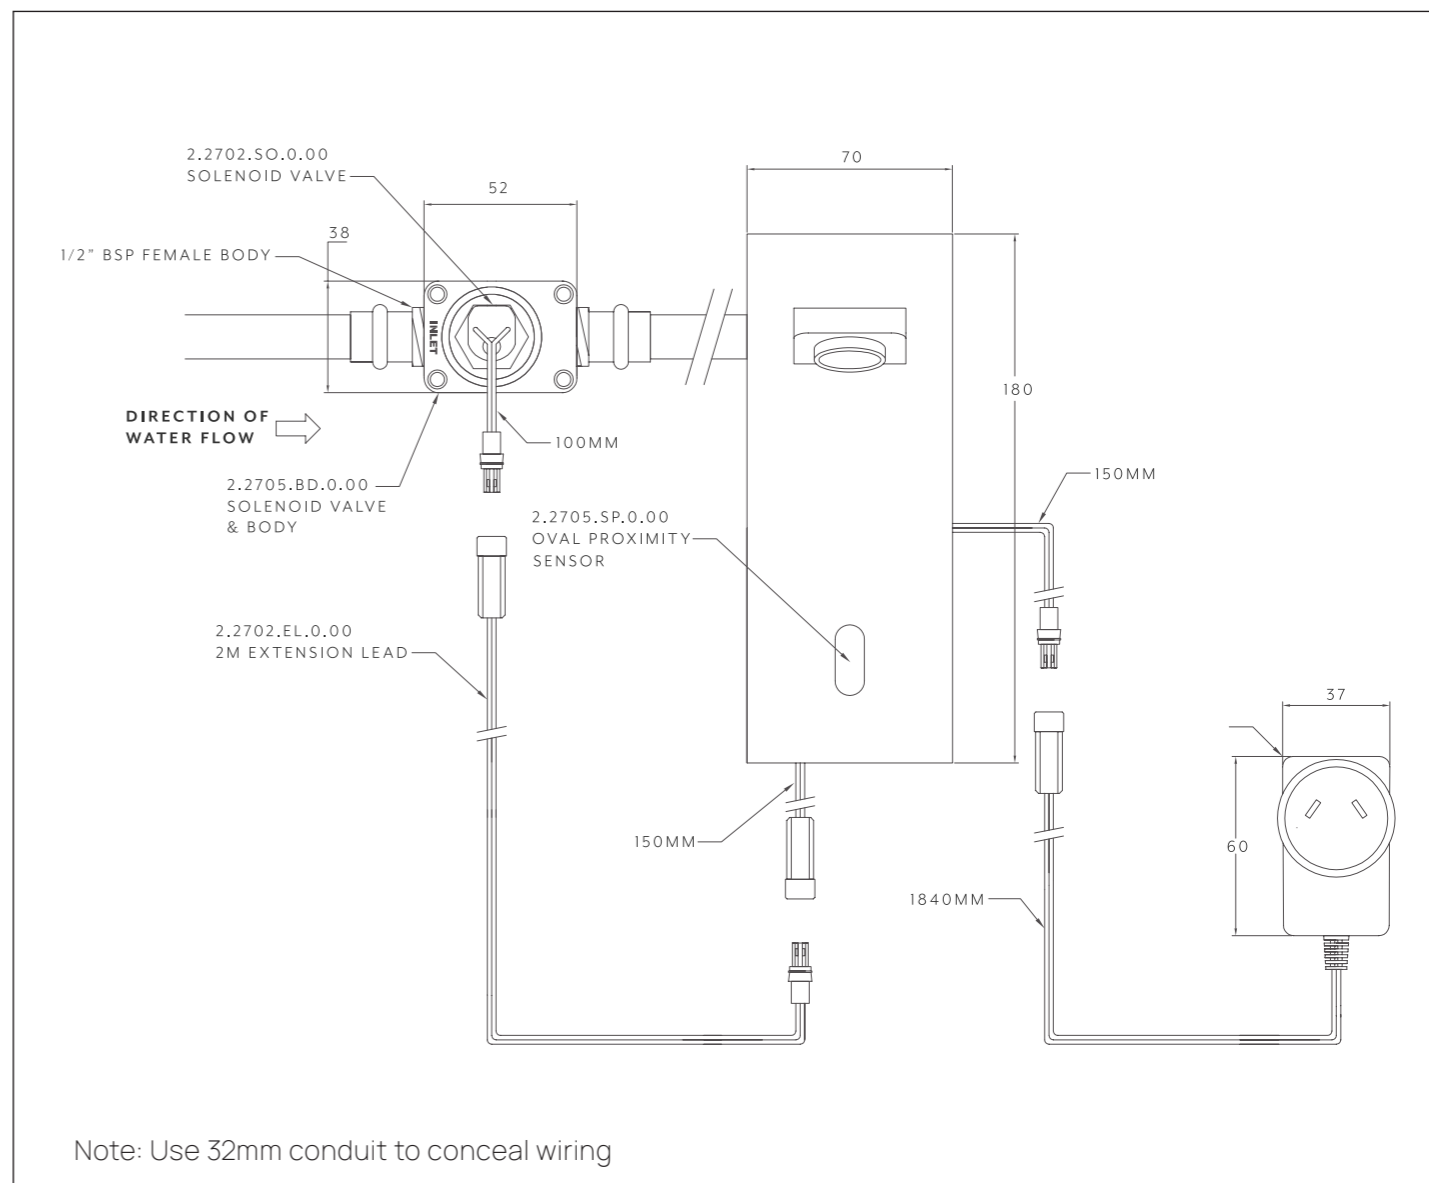 2.2702.SO.0.00
SOLENOID VALVE
52
70
38
1/2” BSP FEMALE BODY
INLET
180
DIRECTION OF
WATER FLOW
100MM
2.2705.BD.0.00
SOLENOID VALVE
& BODY
150MM
2.2705.SP.0.00
OVAL PROXIMITY
SENSOR
2.2702.EL.0.00
2M EXTENSION LEAD
37
150MM
60
1840MM
Note: Use 32mm conduit to conceal wiring